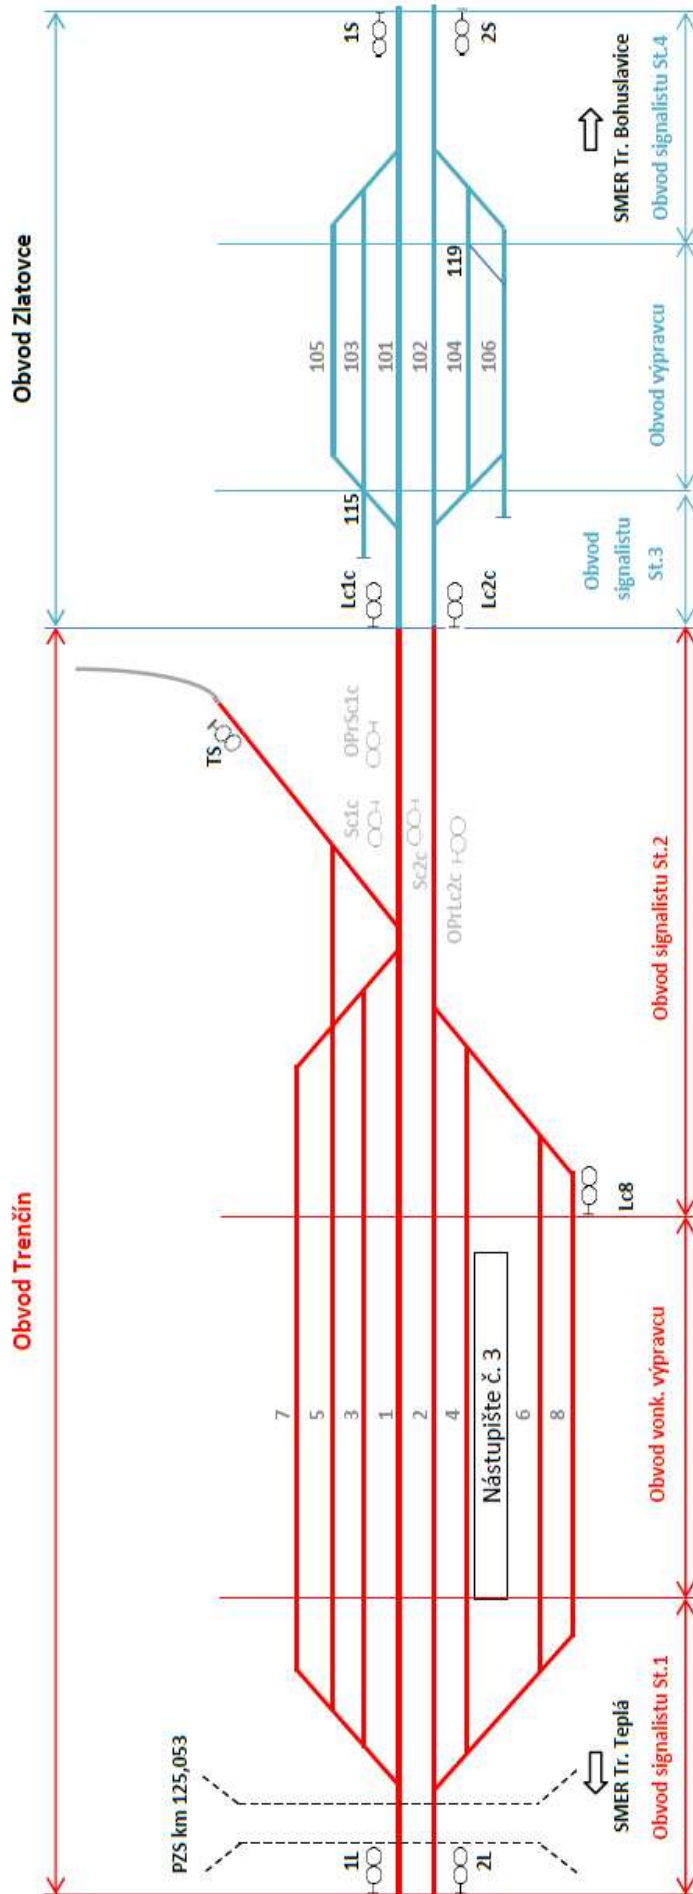 Obvod Trenčín
Obvod Zlatovce
PZS km 125,053
1L
2L
7
5
3
1
2
4
Nástupište č. 3
6
8
Lc8
TS
Sc1c
OPrSc1c
Sc2c
OPrLc2c
Lc1c
Lc2c
115
105
103
101
102
104
106
119
1S
2S
SMER Tr. Teplá
SMER Tr. Bohuslavice
Obvod signalistu St.1
Obvod vonk. výpravcu
Obvod signalistu St.2
Obvod
signalistu
St.3
Obvod výpravcu
Obvod signalistu St.4